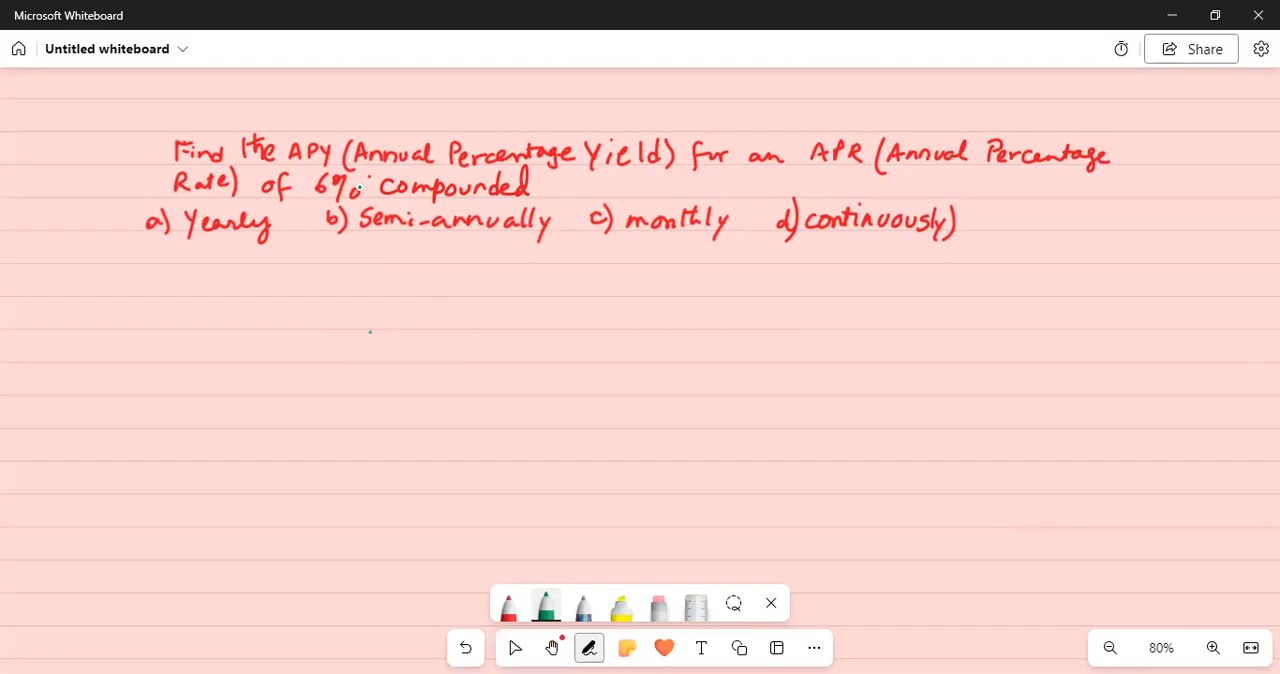 Microsoft Whiteboard
Untitled whiteboard
Share
Find the APY (Annual Percentage Yield) for an APR (Annual Percentage
Rate) of 6% compounded
a) Yearly b) Semi-annually c) monthly d) continuously)
80%